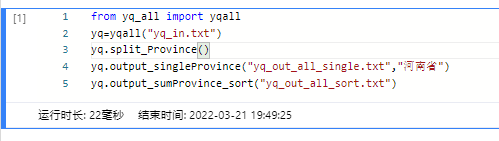 [1]
1 from yq_all import yqall
2 yq=yqall("yq_in.txt")
3 yq.split_Province()
4 yq.output_singleProvince("yq_out_all_single.txt","河南省")
5 yq.output_sumProvince_sort("yq_out_all_sort.txt")
运行时长: 22毫秒 结束时间: 2022-03-21 19:49:25